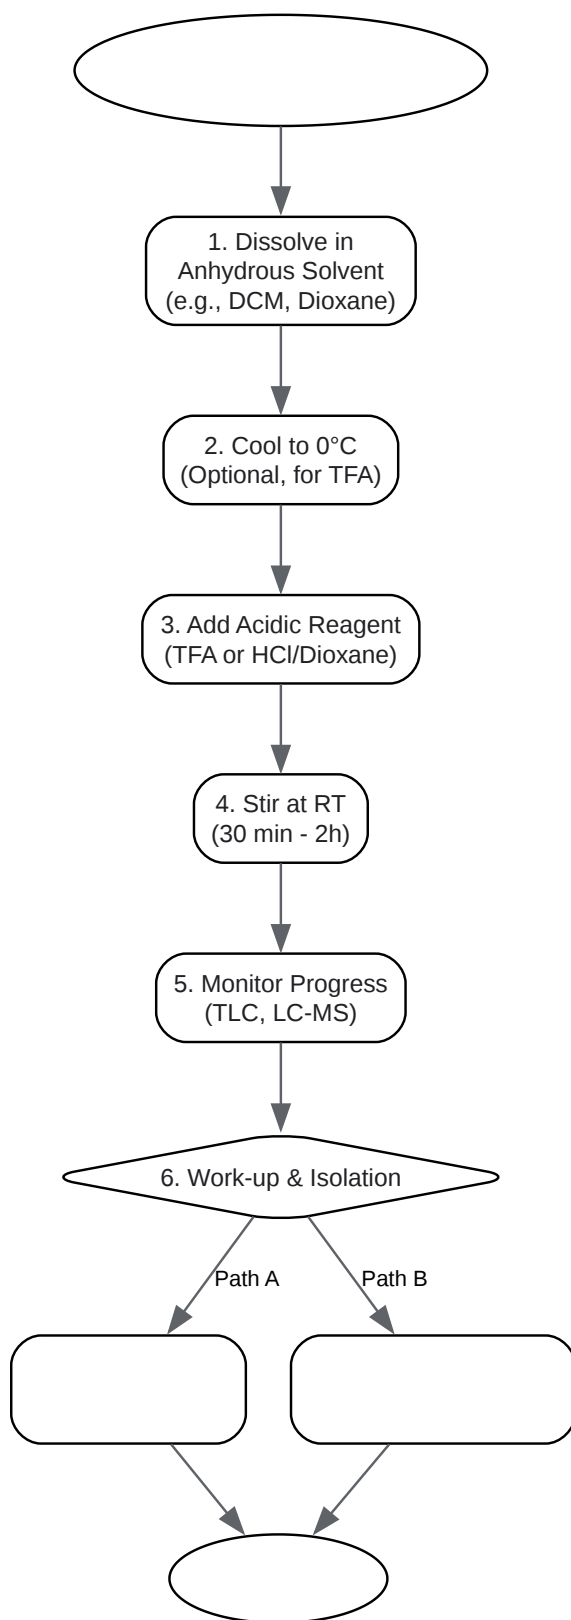 1. Dissolve in
Anhydrous Solvent
(e.g., DCM, Dioxane)
2. Cool to 0°C
(Optional, for TFA)
3. Add Acidic Reagent
(TFA or HCl/Dioxane)
4. Stir at RT
(30 min - 2h)
5. Monitor Progress
(TLC, LC-MS)
6. Work-up & Isolation
Path A
Path B